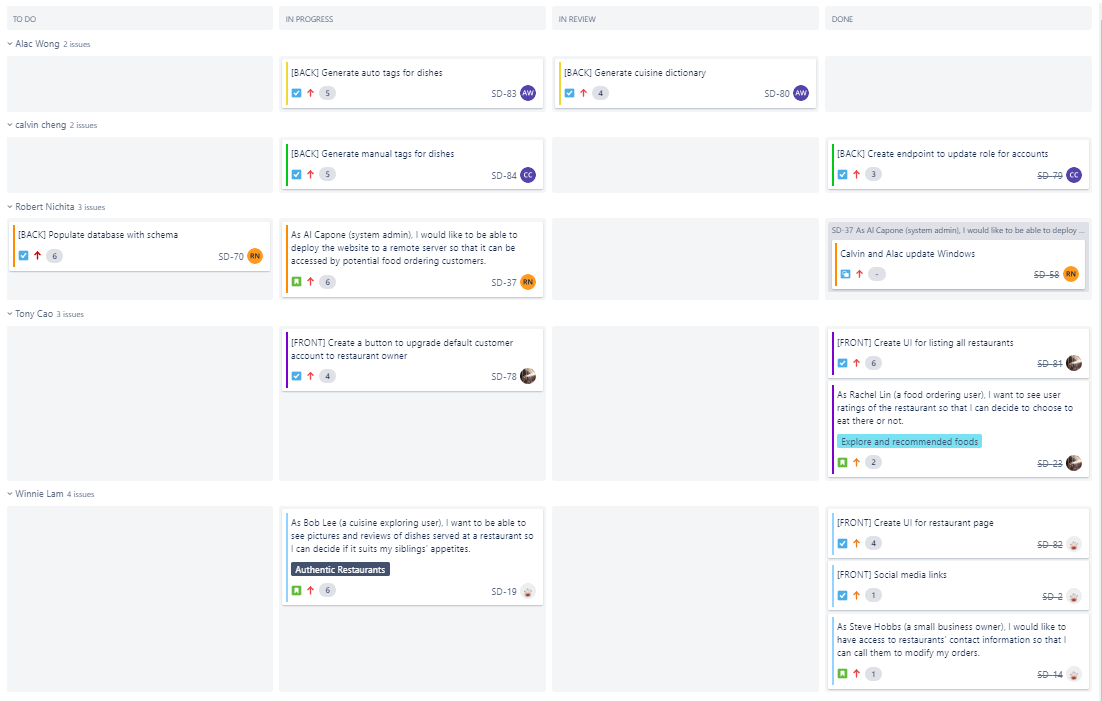 TO DO
IN PROGRESS
IN REVIEW
DONE
Alac Wong 2 issues
[BACK] Generate auto tags for dishes
5
SD-83 AW
[BACK] Generate cuisine dictionary
4
SD-80 AW
calvin cheng 2 issues
[BACK] Generate manual tags for dishes
5
SD-84 CC
[BACK] Create endpoint to update role for accounts
3
SD-79 CC
Robert Nichita 3 issues
[BACK] Populate database with schema
6
SD-70 RN
As Al Capone (system admin), I would like to be able to
deploy the website to a remote server so that it can be
accessed by potential food ordering customers.
6
SD-37 RN
SD-37 As Al Capone (system admin), I would like to be able to deploy ...
Calvin and Alac update Windows
-
SD-58 RN
Tony Cao 3 issues
[FRONT] Create a button to upgrade default customer
account to restaurant owner
4
SD-78
[FRONT] Create UI for listing all restaurants
6
SD-81
As Rachel Lin (a food ordering user), I want to see user
ratings of the restaurant so that I can decide to choose to
eat there or not.
Explore and recommended foods
2
SD-23
Winnie Lam 4 issues
As Bob Lee (a cuisine exploring user), I want to be able to
see pictures and reviews of dishes served at a restaurant so
I can decide if it suits my siblings' appetites.
Authentic Restaurants
6
SD-19
[FRONT] Create UI for restaurant page
4
SD-82
[FRONT] Social media links
1
SD-2
As Steve Hobbs (a small business owner), I would like to
have access to restaurants' contact information so that I
can call them to modify my orders.
1
SD-14